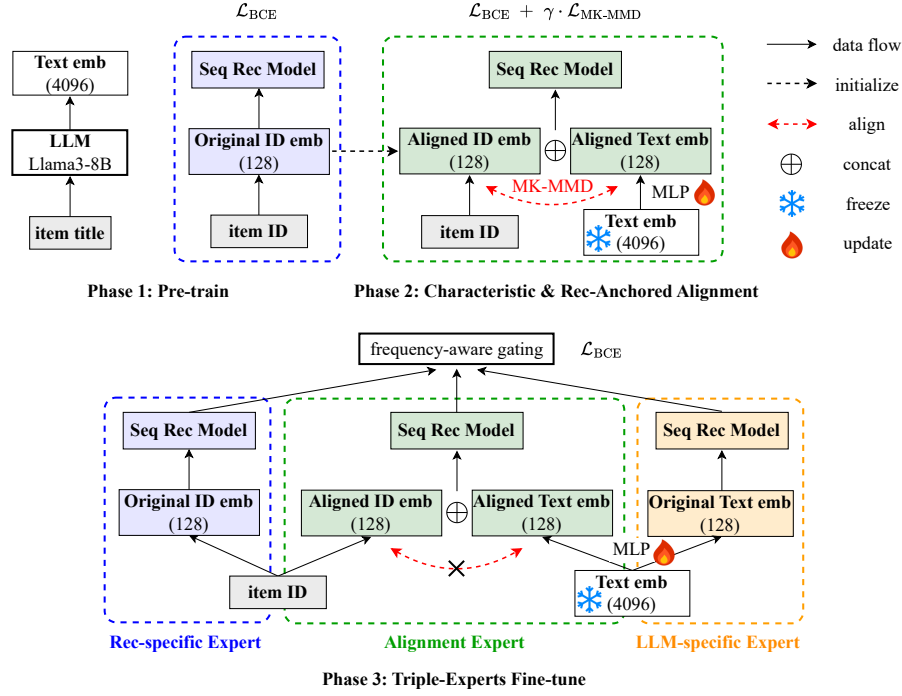 ℒ_BCE
ℒ_BCE + γ · ℒ_MK-MMD
Text emb
(4096)
LLM
Llama3-8B
item title
Seq Rec Model
Original ID emb
(128)
item ID
Seq Rec Model
Aligned ID emb
(128)
Aligned Text emb
(128)
MK-MMD
MLP
item ID
Text emb
(4096)
data flow
initialize
align
concat
freeze
update
Phase 1: Pre-train
Phase 2: Characteristic & Rec-Anchored Alignment
frequency-aware gating
ℒ_BCE
Seq Rec Model
Seq Rec Model
Seq Rec Model
Original ID emb
(128)
Aligned ID emb
(128)
Aligned Text emb
(128)
Original Text emb
(128)
MLP
item ID
Text emb
(4096)
Rec-specific Expert
Alignment Expert
LLM-specific Expert
Phase 3: Triple-Experts Fine-tune